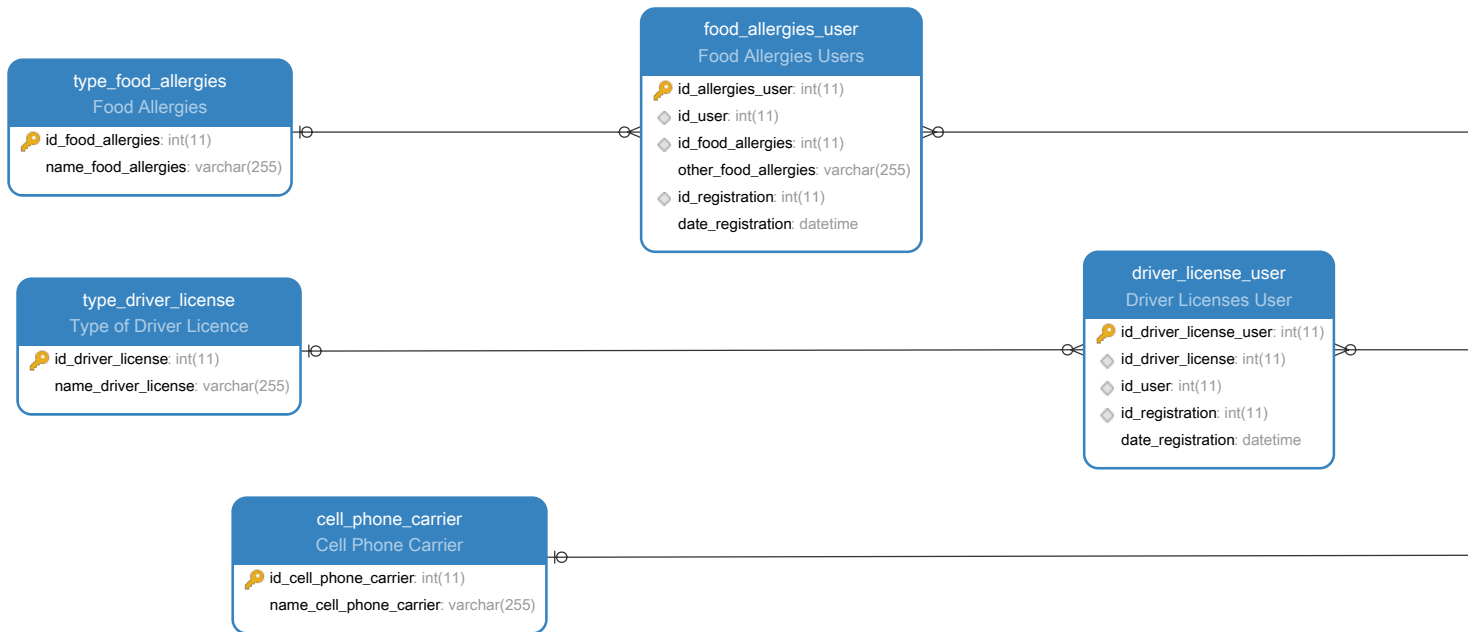 food_allergies_user
Food Allergies Users
id_allergies_user: int(11)
id_user: int(11)
id_food_allergies: int(11)
other_food_allergies: varchar(255)
id_registration: int(11)
date_registration: datetime
type_food_allergies
Food Allergies
id_food_allergies: int(11)
name_food_allergies: varchar(255)
driver_license_user
Driver Licenses User
id_driver_license_user: int(11)
id_driver_license: int(11)
id_user: int(11)
id_registration: int(11)
date_registration: datetime
type_driver_license
Type of Driver Licence
id_driver_license: int(11)
name_driver_license: varchar(255)
cell_phone_carrier
Cell Phone Carrier
id_cell_phone_carrier: int(11)
name_cell_phone_carrier: varchar(255)